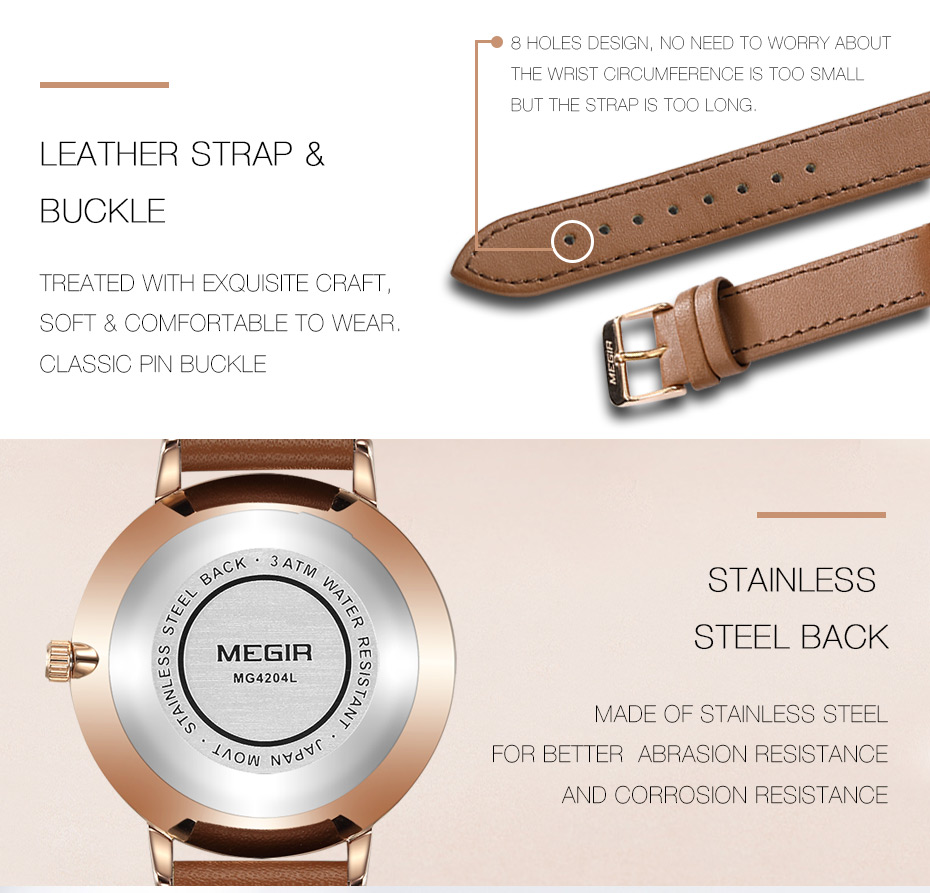 8 HOLES DESIGN, NO NEED TO WORRY ABOUT
THE WRIST CIRCUMFERENCE IS TOO SMALL
BUT THE STRAP IS TOO LONG.
LEATHER STRAP &
BUCKLE
TREATED WITH EXQUISITE CRAFT,
SOFT & COMFORTABLE TO WEAR.
CLASSIC PIN BUCKLE
MEGIR
STAINLESS STEEL BACK · 3ATM WATER RESISTANT · JAPAN MOVT ·
MEGIR
MG4204L
STAINLESS
STEEL BACK
MADE OF STAINLESS STEEL
FOR BETTER ABRASION RESISTANCE
AND CORROSION RESISTANCE